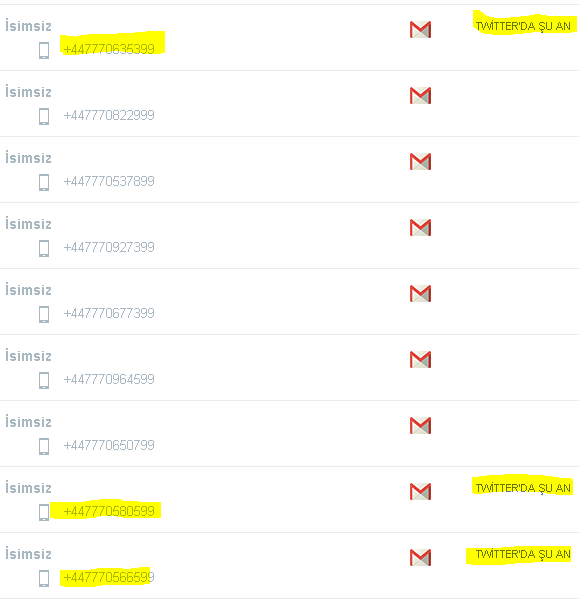 İsimsiz
TWİTTER'DA ŞU AN
+447770635399
İsimsiz
+447770822999
İsimsiz
+447770537899
İsimsiz
+447770927399
İsimsiz
+447770677399
İsimsiz
+447770964599
İsimsiz
+447770650799
İsimsiz
TWİTTER'DA ŞU AN
+447770580599
İsimsiz
TWİTTER'DA ŞU AN
+447770566599